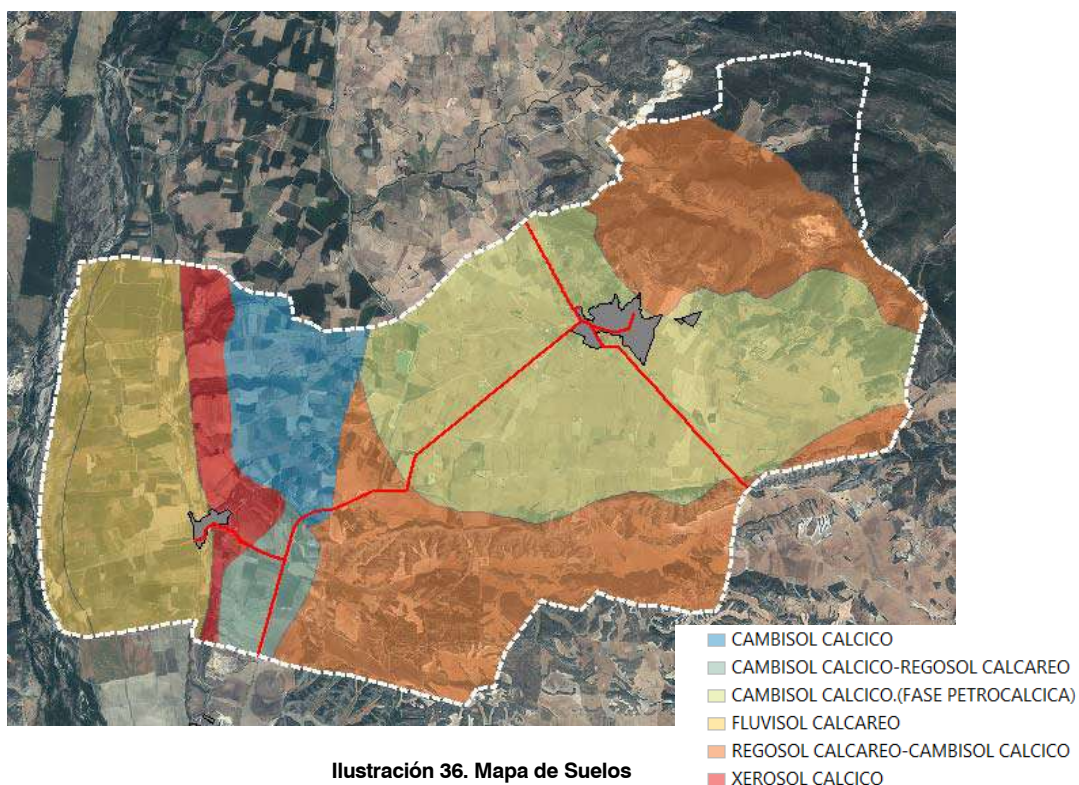 CAMBISOL CALCICO
CAMBISOL CALCICO-REGOSOL CALCAREO
CAMBISOL CALCICO.(FASE PETROCALCICA)
FLUVISOL CALCAREO
REGOSOL CALCAREO-CAMBISOL CALCICO
XEROSOL CALCICO
Ilustración 36. Mapa de Suelos